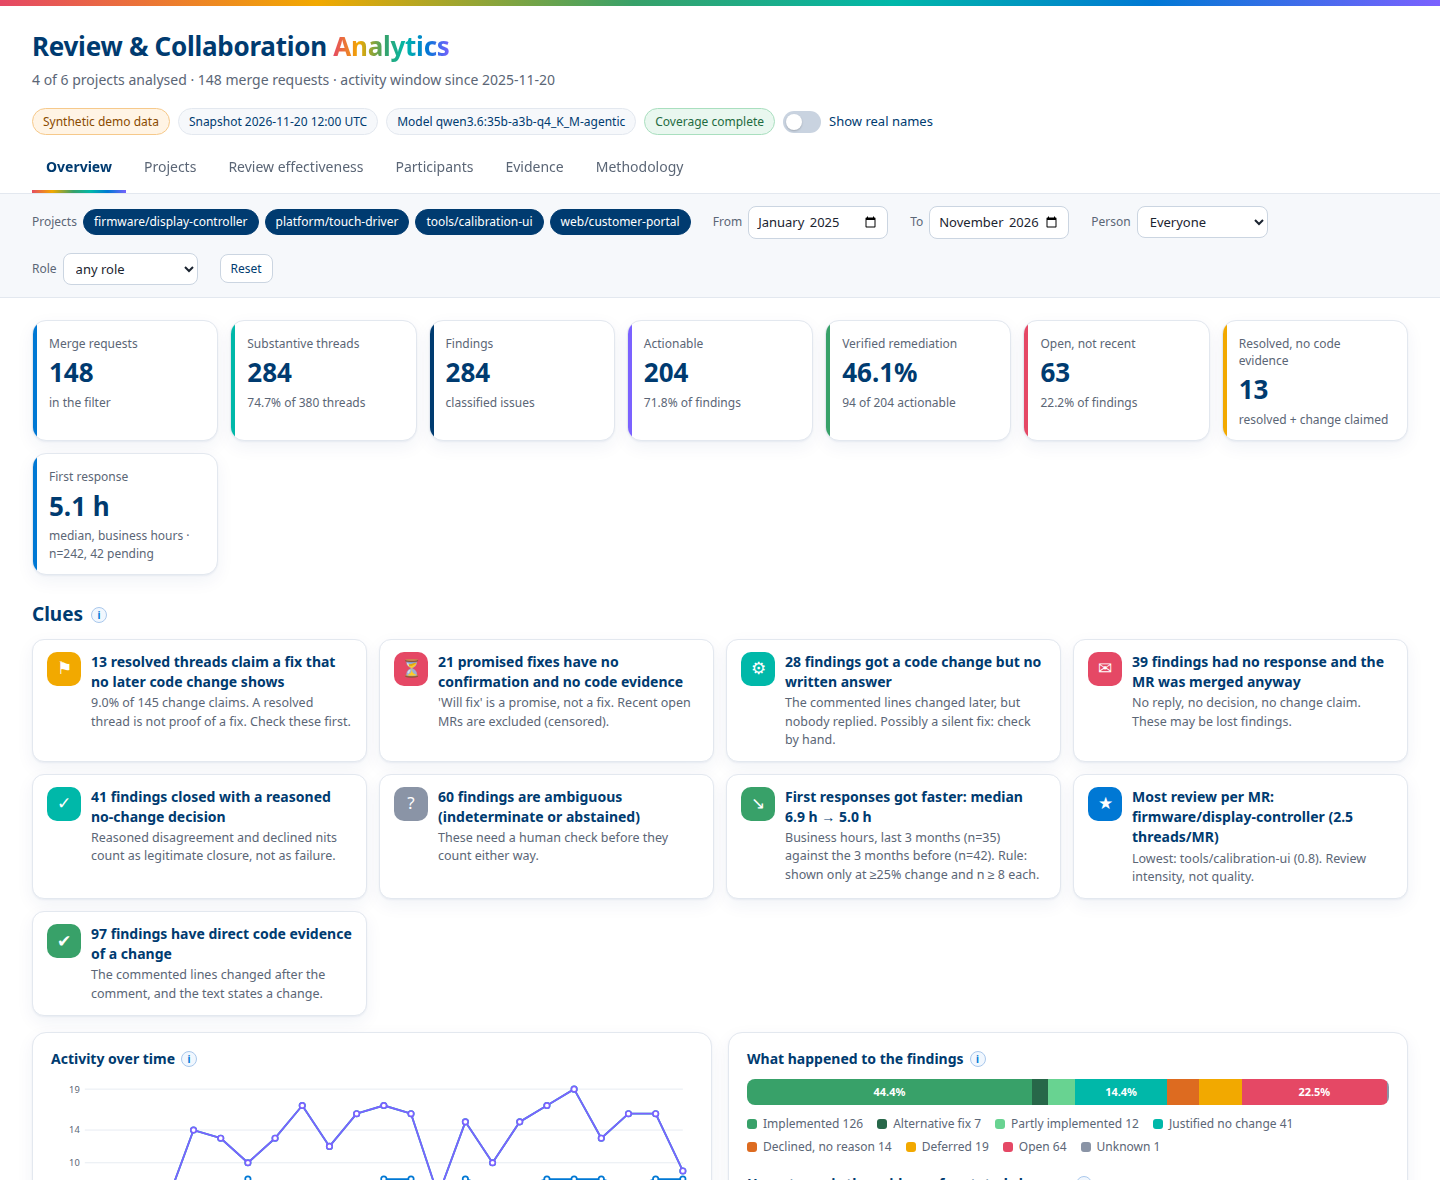 Review & Collaboration Analytics
4 of 6 projects analysed · 148 merge requests · activity window since 2025-11-20
Synthetic demo data
Snapshot 2026-11-20 12:00 UTC
Model qwen3.6:35b-a3b-q4_K_M-agentic
Coverage complete
Show real names
Overview
Projects
Review effectiveness
Participants
Evidence
Methodology
Projects
firmware/display-controller
platform/touch-driver
tools/calibration-ui
web/customer-portal
From
January 2025
To
November 2026
Person
Everyone
Role
any role
Reset
Merge requests
148
in the filter
Substantive threads
284
74.7% of 380 threads
Findings
284
classified issues
Actionable
204
71.8% of findings
Verified remediation
46.1%
94 of 204 actionable
Open, not recent
63
22.2% of findings
Resolved, no code
evidence
13
resolved + change claimed
First response
5.1 h
median, business hours ·
n=242, 42 pending
Clues
13 resolved threads claim a fix that
no later code change shows
9.0% of 145 change claims. A resolved
thread is not proof of a fix. Check these first.
21 promised fixes have no
confirmation and no code evidence
'Will fix' is a promise, not a fix. Recent open
MRs are excluded (censored).
28 findings got a code change but no
written answer
The commented lines changed later, but
nobody replied. Possibly a silent fix: check
by hand.
39 findings had no response and the
MR was merged anyway
No reply, no decision, no change claim.
These may be lost findings.
41 findings closed with a reasoned
no-change decision
Reasoned disagreement and declined nits
count as legitimate closure, not as failure.
60 findings are ambiguous
(indeterminate or abstained)
These need a human check before they
count either way.
First responses got faster: median
6.9 h → 5.0 h
Business hours, last 3 months (n=35)
against the 3 months before (n=42). Rule:
shown only at ≥25% change and n ≥ 8 each.
Most review per MR:
firmware/display-controller (2.5
threads/MR)
Lowest: tools/calibration-ui (0.8). Review
intensity, not quality.
97 findings have direct code evidence
of a change
The commented lines changed after the
comment, and the text states a change.
Activity over time
19
14
10
What happened to the findings
44.4%
14.4%
22.5%
Implemented 126
Alternative fix 7
Partly implemented 12
Justified no change 41
Declined, no reason 14
Deferred 19
Open 64
Unknown 1